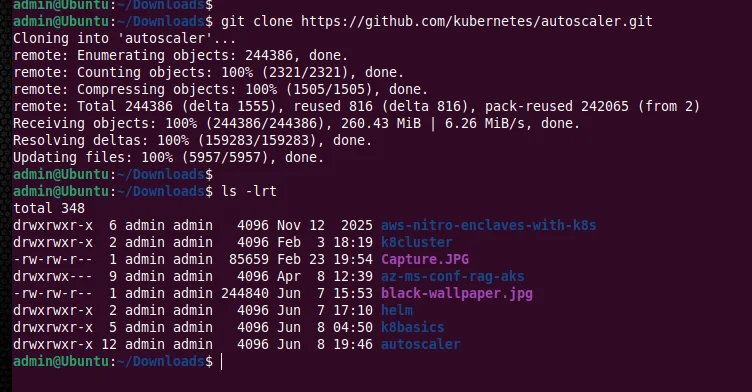 admin@Ubuntu:~/Downloads$
admin@Ubuntu:~/Downloads$ git clone https://github.com/kubernetes/autoscaler.git
Cloning into 'autoscaler'...
remote: Enumerating objects: 244386, done.
remote: Counting objects: 100% (2321/2321), done.
remote: Compressing objects: 100% (1505/1505), done.
remote: Total 244386 (delta 1555), reused 816 (delta 816), pack-reused 242065 (from 2)
Receiving objects: 100% (244386/244386), 260.43 MiB | 6.26 MiB/s, done.
Resolving deltas: 100% (159283/159283), done.
Updating files: 100% (5957/5957), done.
admin@Ubuntu:~/Downloads$
admin@Ubuntu:~/Downloads$ ls -lrt
total 348
drwxrwxr-x  6 admin admin   4096 Nov 12  2025 aws-nitro-enclaves-with-k8s
drwxrwxr-x  2 admin admin   4096 Feb  3 18:19 k8cluster
-rw-rw-r--  1 admin admin  85659 Feb 23 19:54 Capture.JPG
drwxrwx---  9 admin admin   4096 Apr  8 12:39 az-ms-conf-rag-aks
-rw-rw-r--  1 admin admin 244840 Jun  7 15:53 black-wallpaper.jpg
drwxrwxr-x  2 admin admin   4096 Jun  7 17:10 helm
drwxrwxr-x  5 admin admin   4096 Jun  8 04:50 k8basics
drwxrwxr-x 12 admin admin   4096 Jun  8 19:46 autoscaler
admin@Ubuntu:~/Downloads$